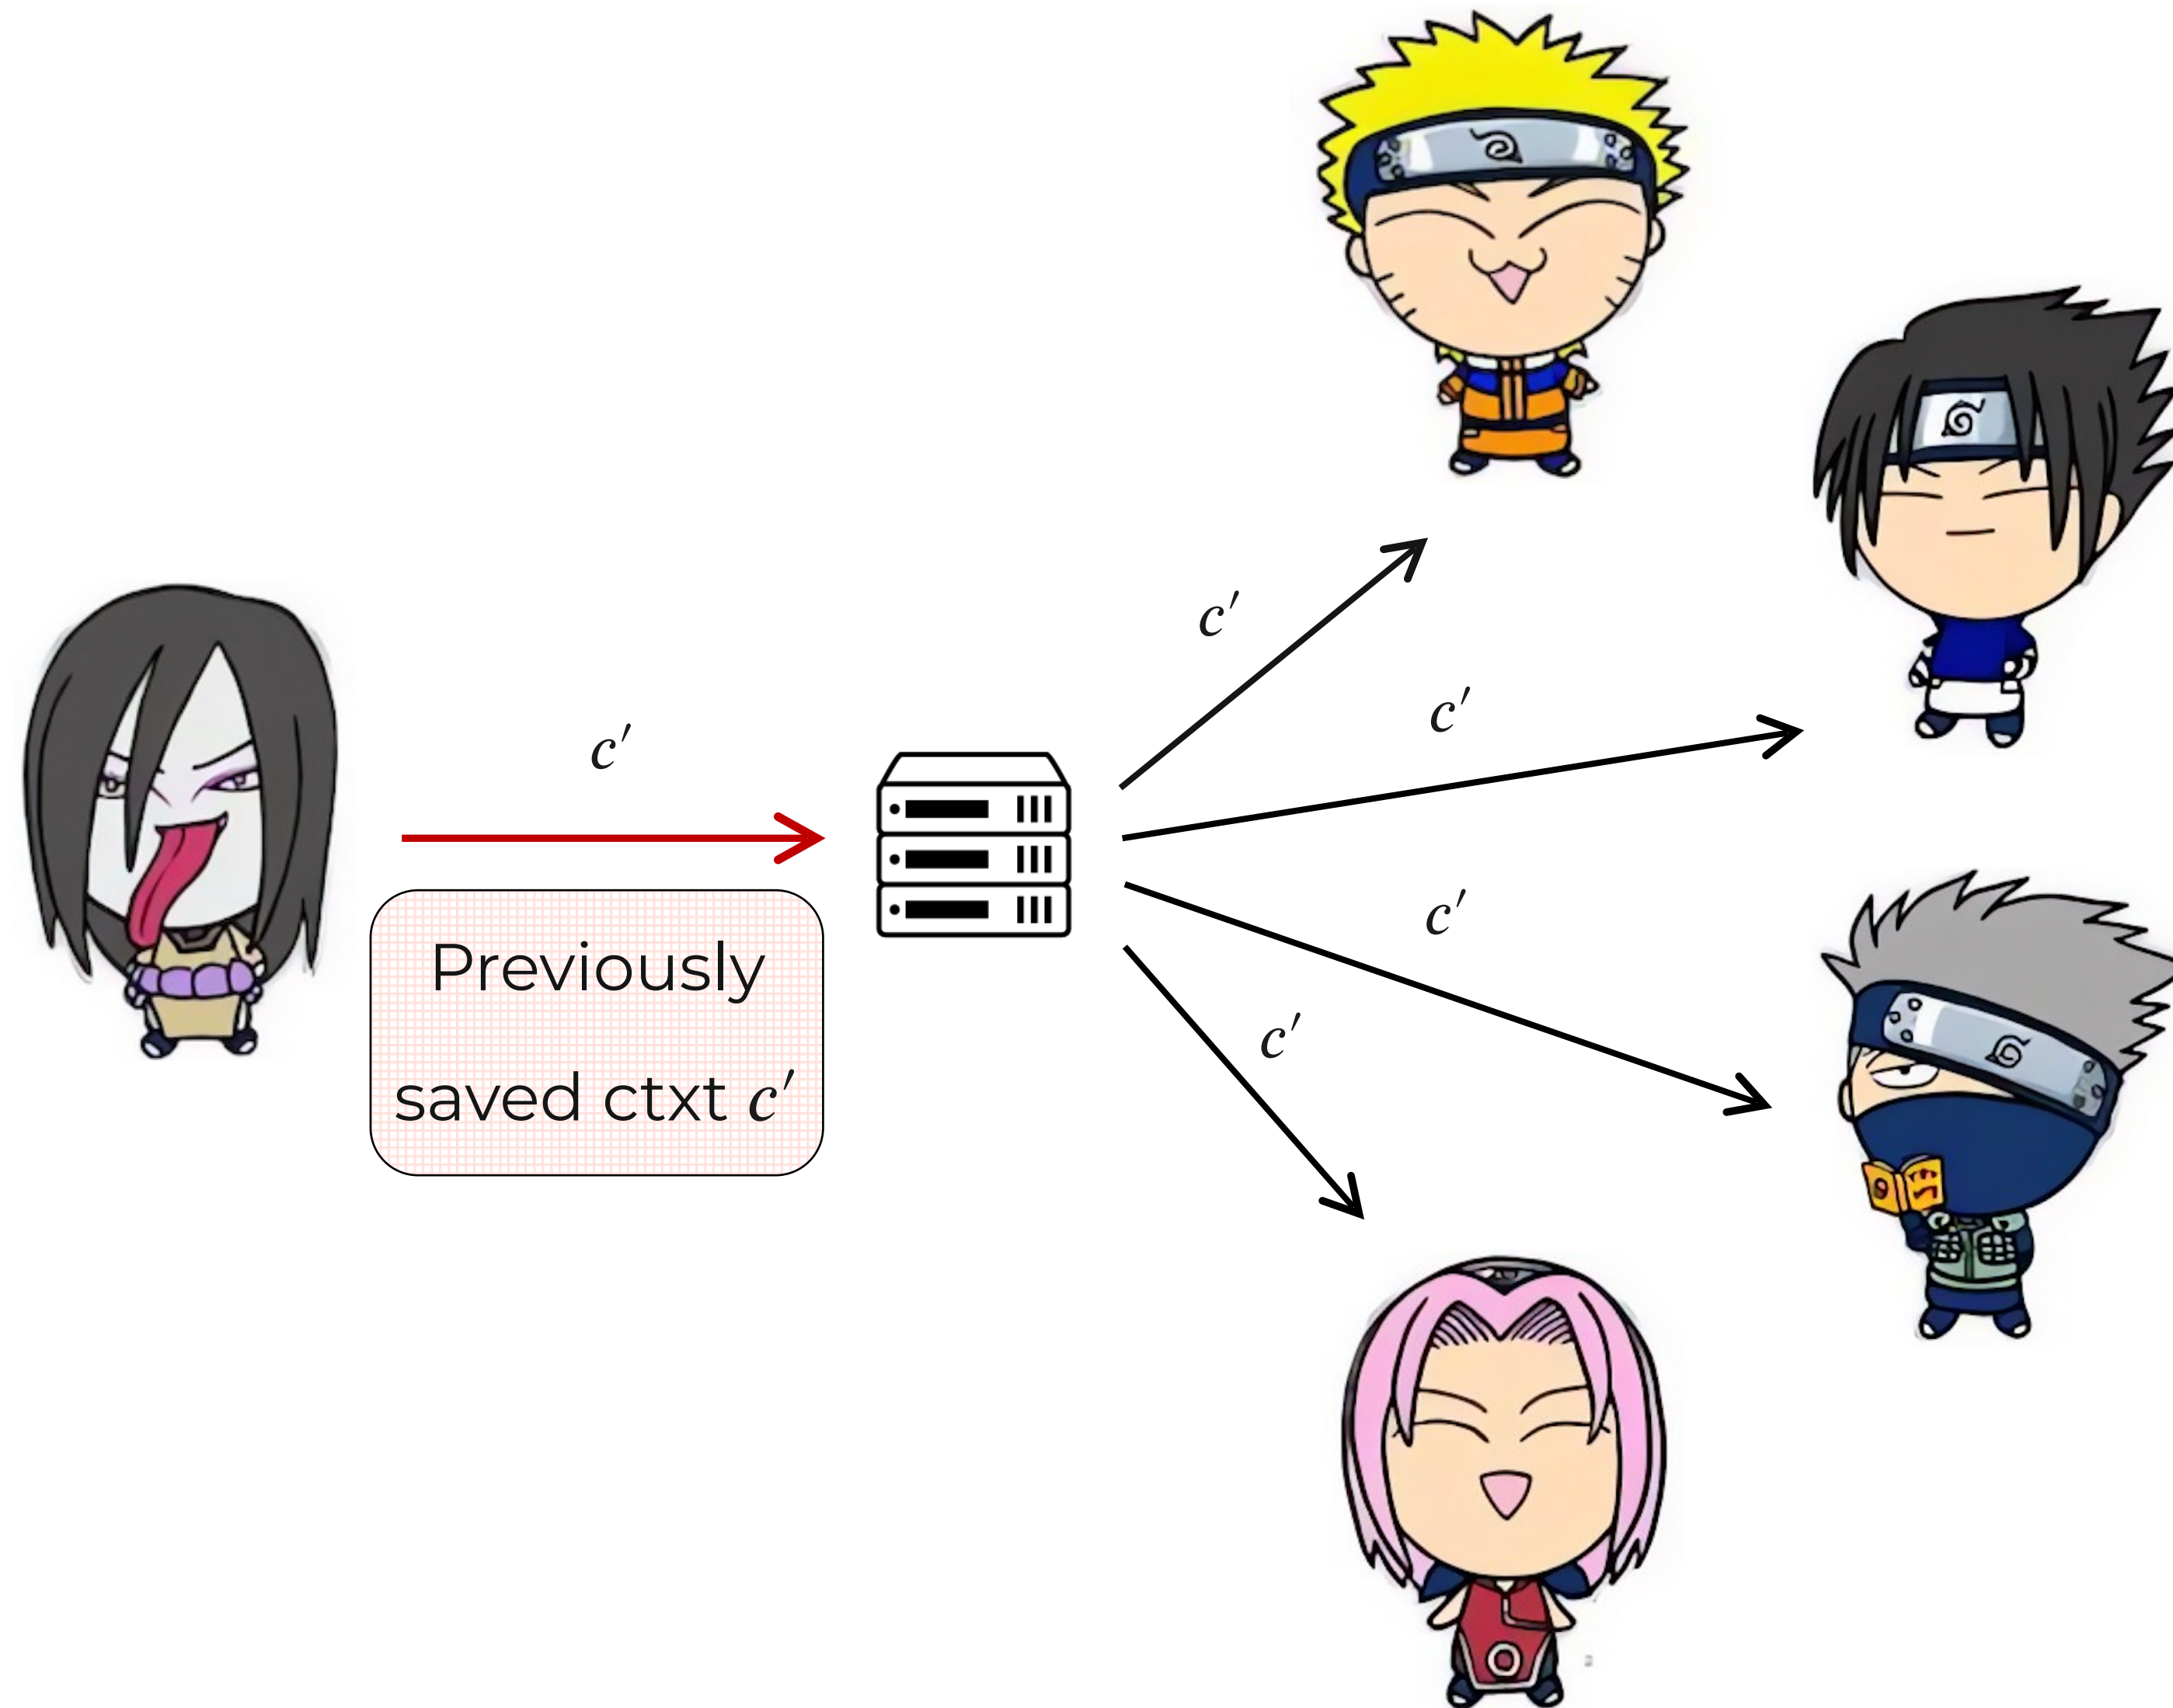 c′
c′
c′
c′
c′
Previously
saved ctxt c′